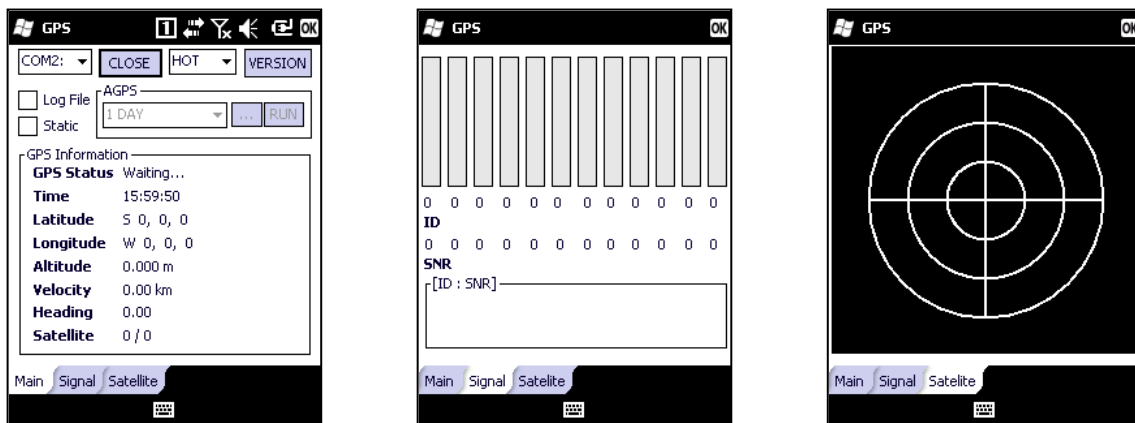 GPS 1 OK
COM2: CLOSE HOT VERSION
Log File
Static
AGPS
1 DAY ... RUN
GPS Information
GPS Status Waiting...
Time 15:59:50
Latitude S 0, 0, 0
Longitude W 0, 0, 0
Altitude 0.000 m
Velocity 0.00 km
Heading 0.00
Satellite 0 / 0
Main Signal Satellite
GPS OK
0 0 0 0 0 0 0 0 0 0 0 0
ID
0 0 0 0 0 0 0 0 0 0 0 0
SNR
[ID : SNR]
Main Signal Satelite
GPS OK
Main Signal Satelite